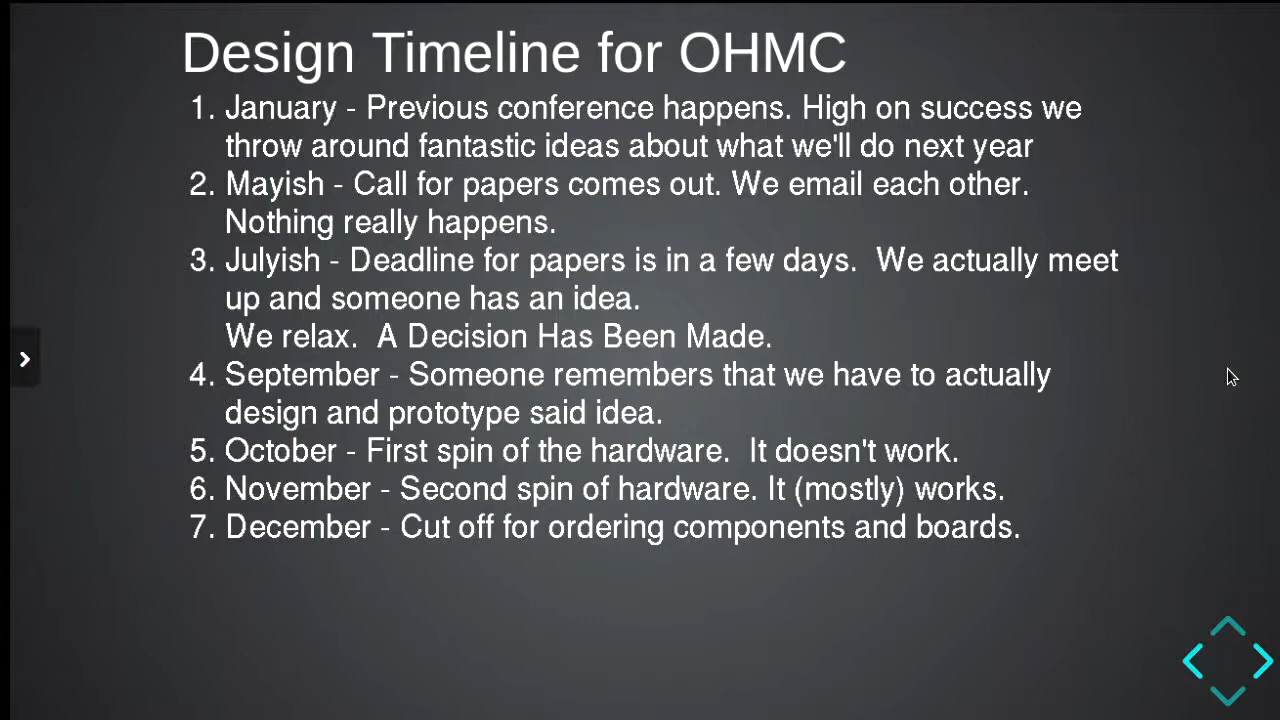 Design Timeline for OHMC
1. January - Previous conference happens. High on success we
throw around fantastic ideas about what we'll do next year
2. Mayish - Call for papers comes out. We email each other.
Nothing really happens.
3. Julyish - Deadline for papers is in a few days.  We actually meet
up and someone has an idea.
We relax.  A Decision Has Been Made.
4. September - Someone remembers that we have to actually
design and prototype said idea.
5. October - First spin of the hardware.  It doesn't work.
6. November - Second spin of hardware. It (mostly) works.
7. December - Cut off for ordering components and boards.